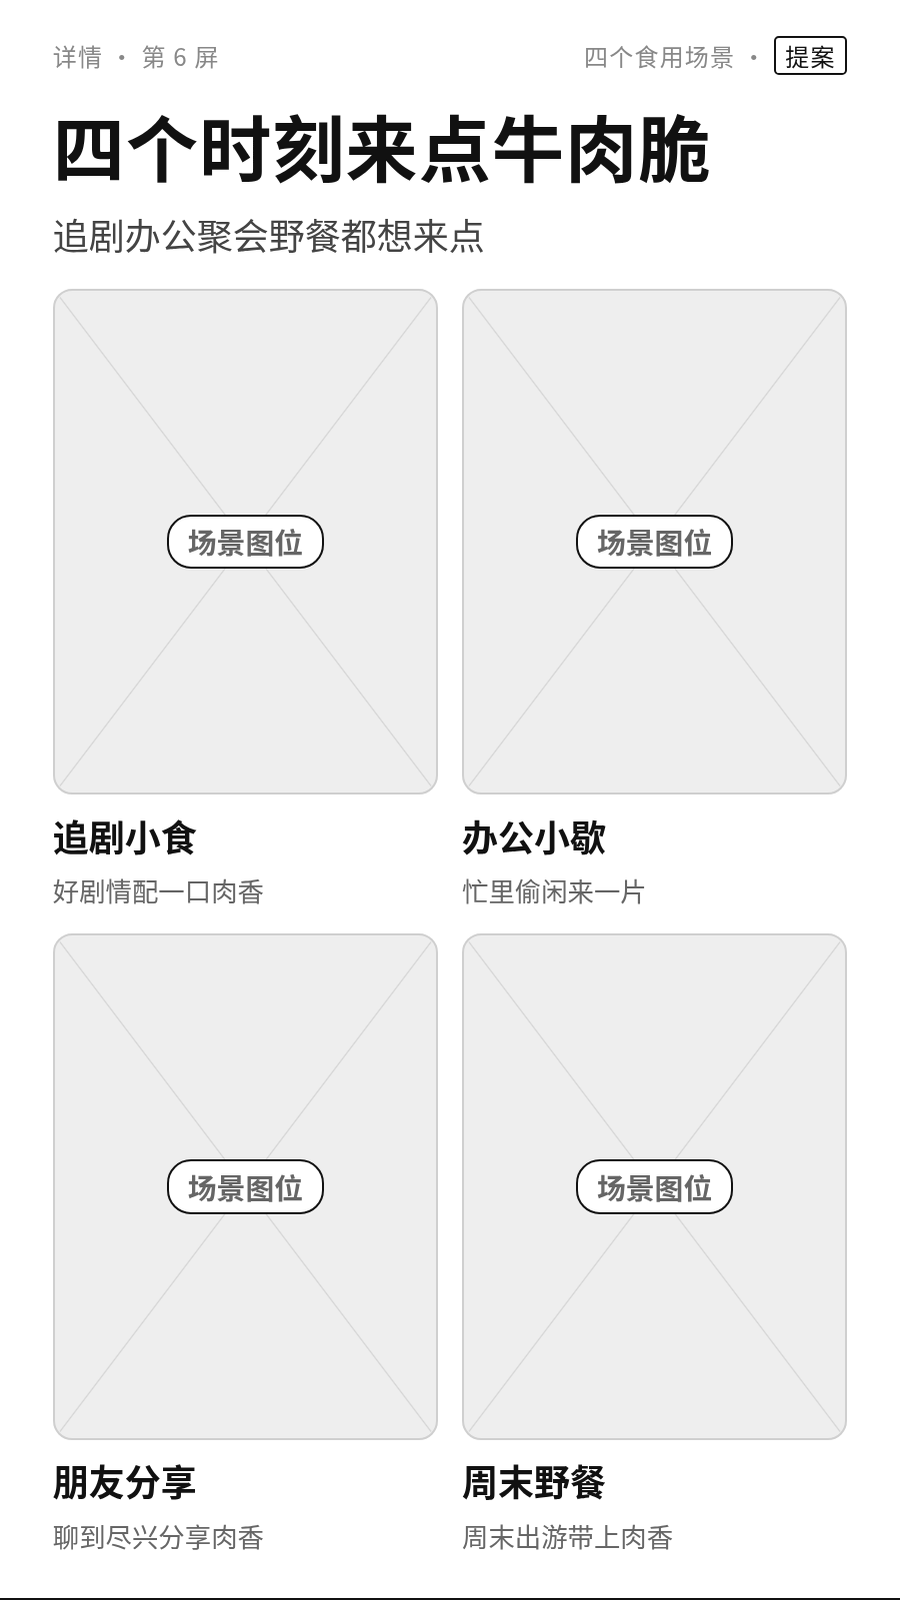 详情 · 第 6 屏
四个食用场景 · 提案
四个时刻来点牛肉脆
追剧办公聚会野餐都想来点
场景图位
场景图位
追剧小食
办公小歇
好剧情配一口肉香
忙里偷闲来一片
场景图位
场景图位
朋友分享
周末野餐
聊到尽兴分享肉香
周末出游带上肉香